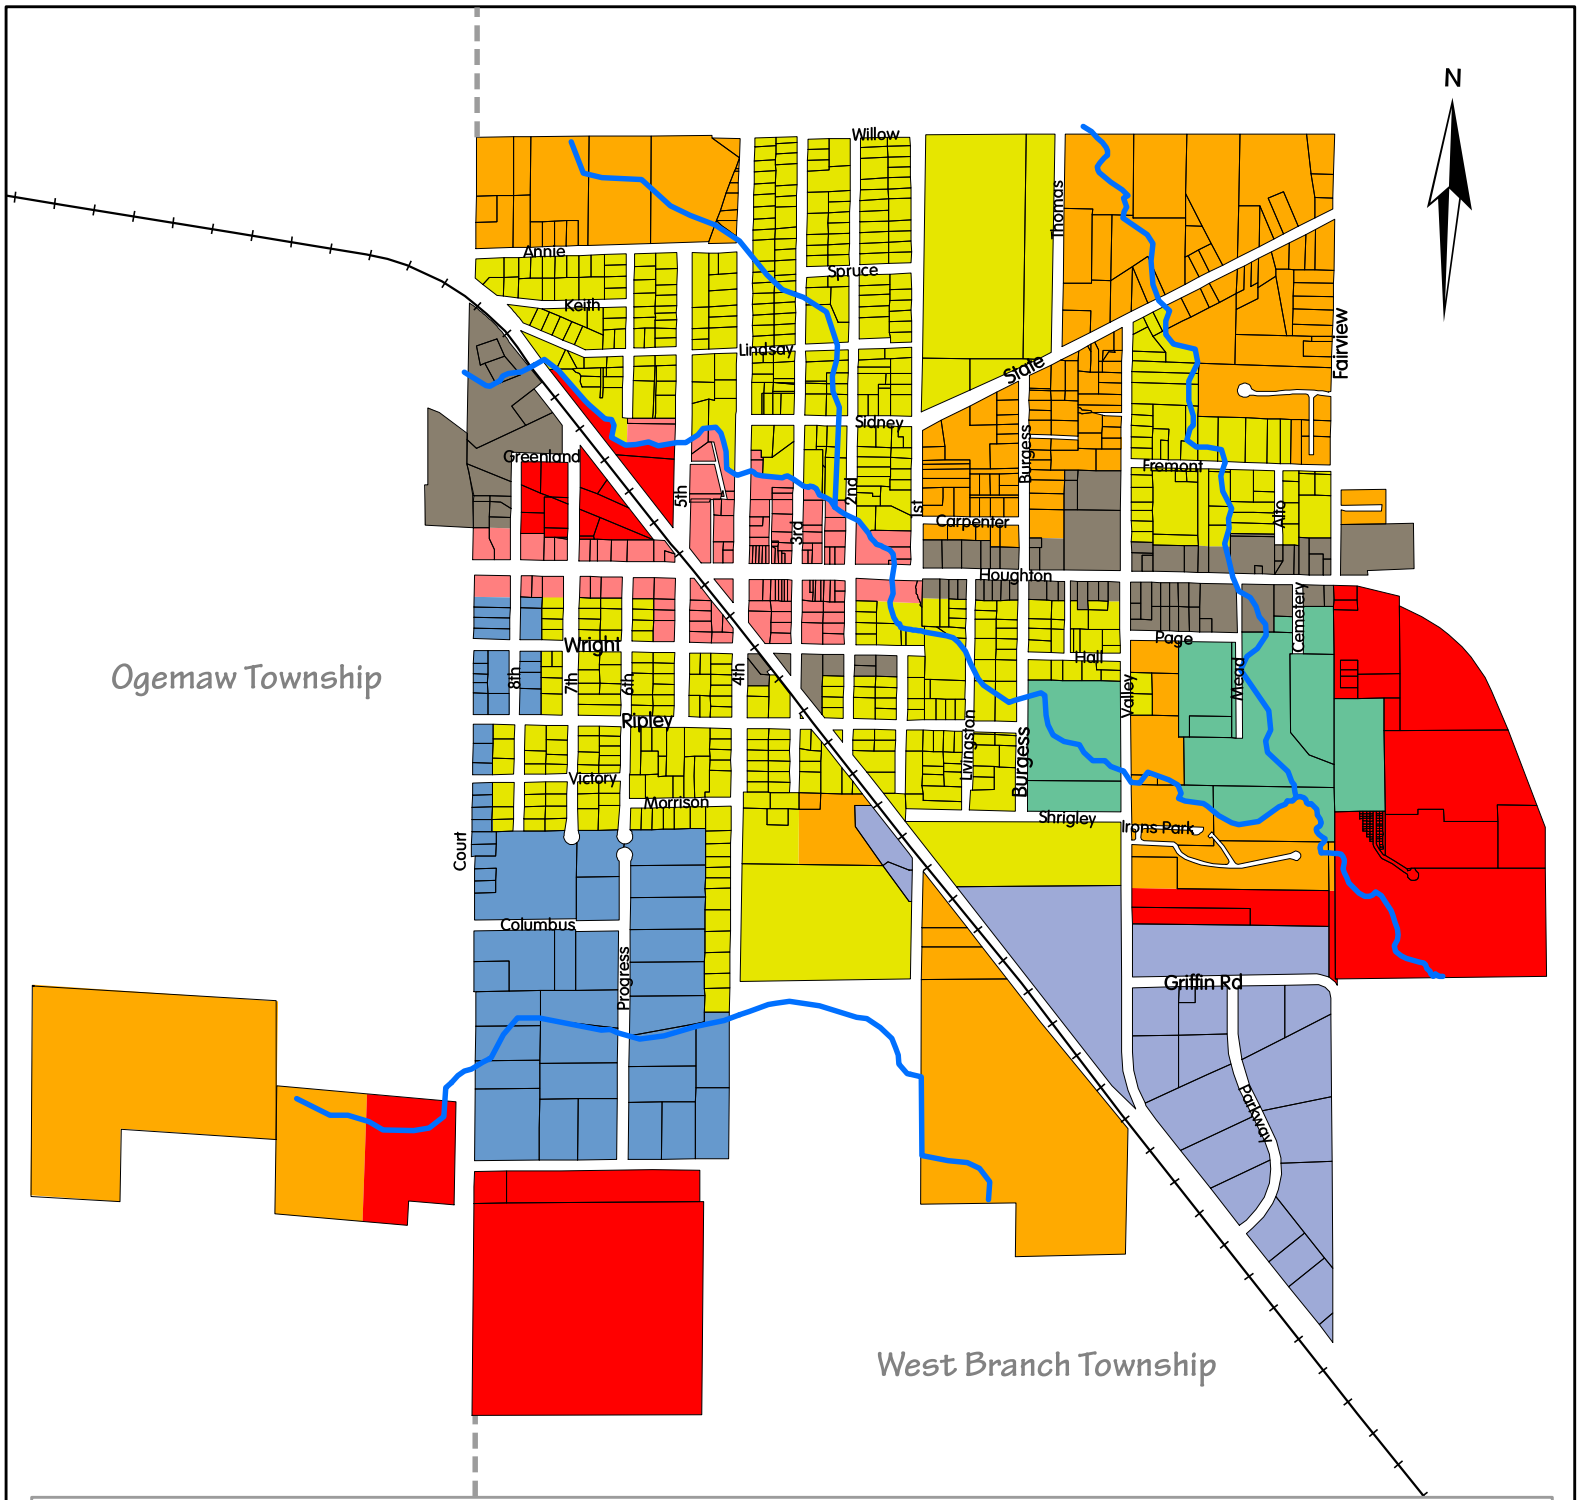 N
Willow
Thomas
Annie
Spruce
Keith
Fairview
Lindsay
State
Sidney
Burgess
Greenland
Fremont
5th
2nd
1st
Alto
Carpenter
3rd
Houghton
Cemetery
Page
Wright
Hall
Mead
Ogemaw Township
8th
7th
6th
4th
Valley
Ripley
Livingston
Burgess
Victory
Morrison
Shrigley
Irons Park
Court
Columbus
Progress
Griffin Rd
Parkway
West Branch Township